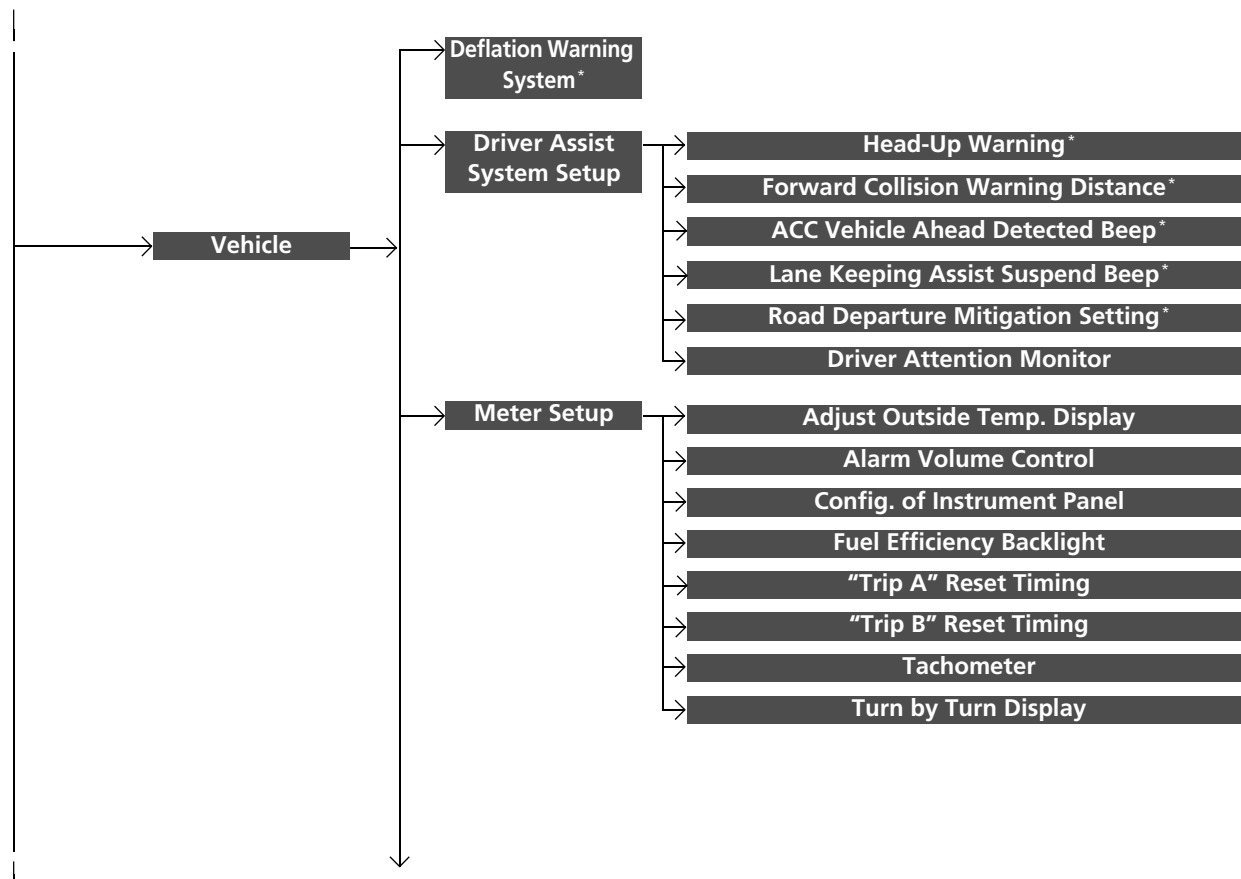 Deflation Warning
System*
Driver Assist
System Setup
Head-Up Warning*
Forward Collision Warning Distance*
ACC Vehicle Ahead Detected Beep*
Lane Keeping Assist Suspend Beep*
Road Departure Mitigation Setting*
Driver Attention Monitor
Vehicle
Meter Setup
Adjust Outside Temp. Display
Alarm Volume Control
Config. of Instrument Panel
Fuel Efficiency Backlight
“Trip A” Reset Timing
“Trip B” Reset Timing
Tachometer
Turn by Turn Display